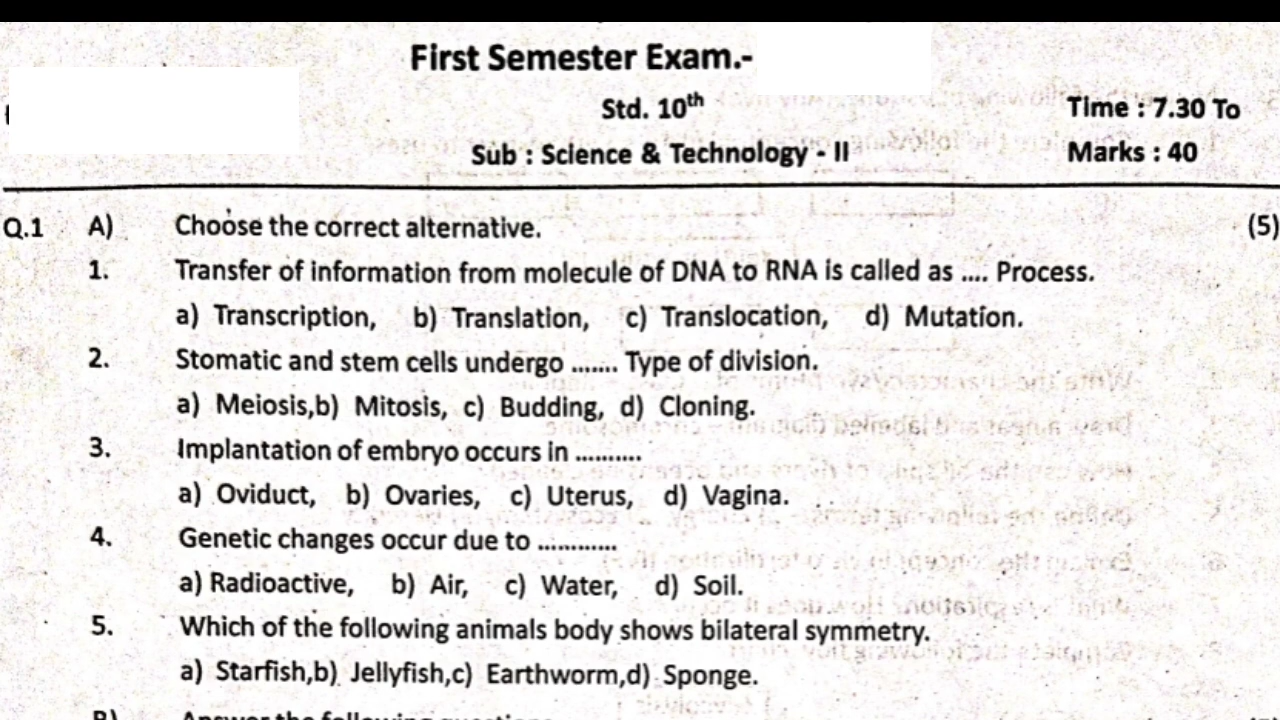 First Semester Exam.-
Std. 10th
Time : 7.30 To
Sub : Science & Technology - II
Marks : 40
Q.1 A) Choose the correct alternative. (5)
1. Transfer of information from molecule of DNA to RNA is called as .... Process.
a) Transcription, b) Translation, c) Translocation, d) Mutation.
2. Stomatic and stem cells undergo ....... Type of division.
a) Meiosis,b) Mitosis, c) Budding, d) Cloning.
3. Implantation of embryo occurs in ..........
a) Oviduct, b) Ovaries, c) Uterus, d) Vagina.
4. Genetic changes occur due to ............
a) Radioactive, b) Air, c) Water, d) Soil.
5. Which of the following animals body shows bilateral symmetry.
a) Starfish,b) Jellyfish,c) Earthworm,d) Sponge.
B) Answer the following questions.